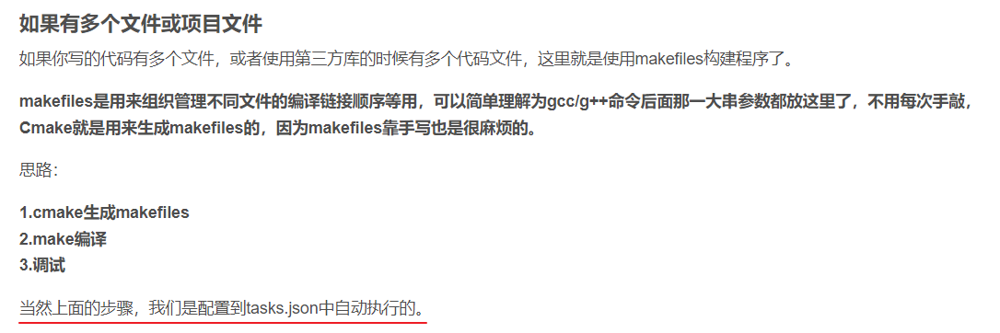 如果有多个文件或项目文件
如果你写的代码有多个文件，或者使用第三方库的时候有多个代码文件，这里就是使用makefiles构建程序了。
makefiles是用来组织管理不同文件的编译链接顺序等用，可以简单理解为gcc/g++命令后面那一大串参数都放这里了，不用每次手敲，
Cmake就是用来生成makefiles的，因为makefiles靠手写也是很麻烦的。
思路：
1.cmake生成makefiles
2.make编译
3.调试
当然上面的步骤，我们是配置到tasks.json中自动执行的。